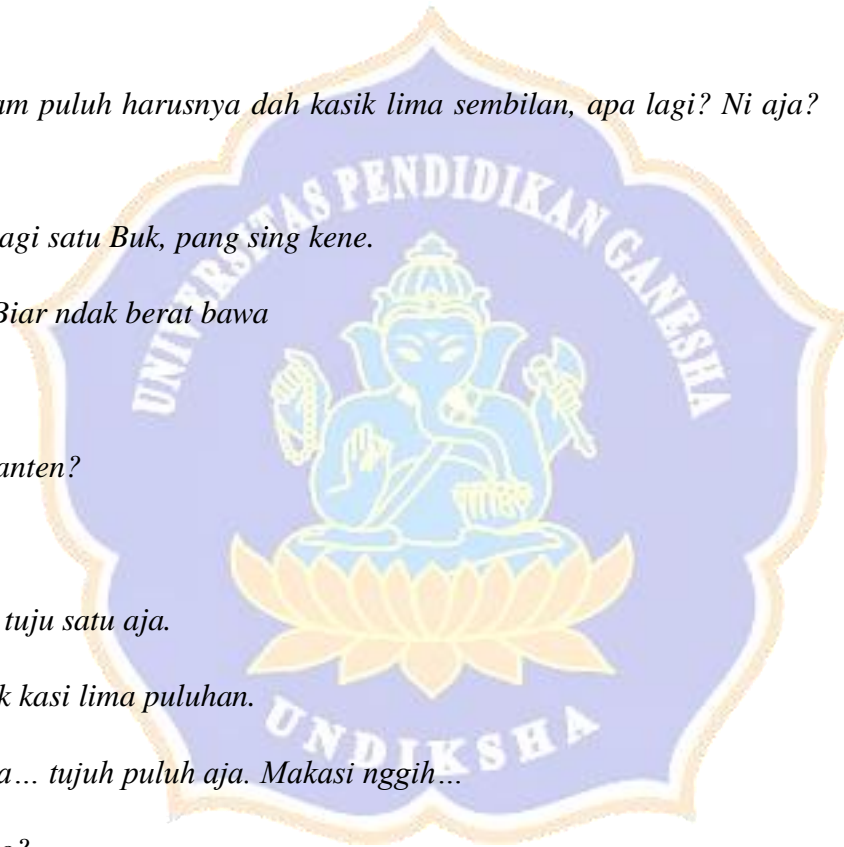 am puluh harusnya dah kasik lima sembilan, apa lagi? Ni aja?
UNIVERSITAS PENDIDIKAN GANESHA
agi satu Buk, pang sing kene.
Biar ndak berat bawa
anten?
tuju satu aja.
k kasi lima puluhan.
UNDIKSHA
a… tujuh puluh aja. Makasi nggih…